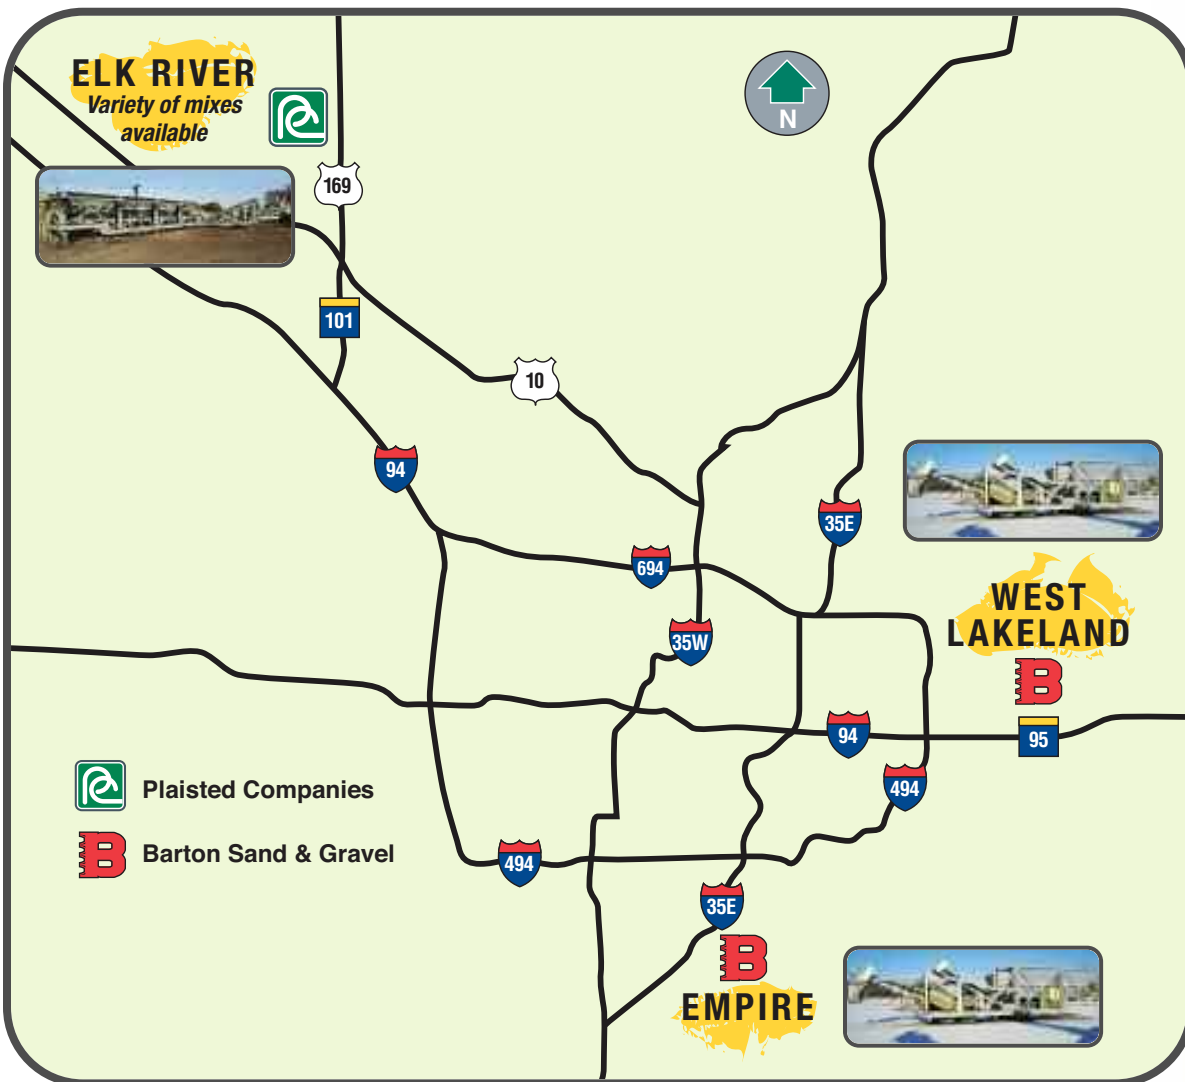 ELK RIVER
Variety of mixes
available
N
169
101
10
94
35E
694
WEST
LAKELAND
35W
B
94
95
494
Plaisted Companies
B
Barton Sand & Gravel
494
35E
B
EMPIRE